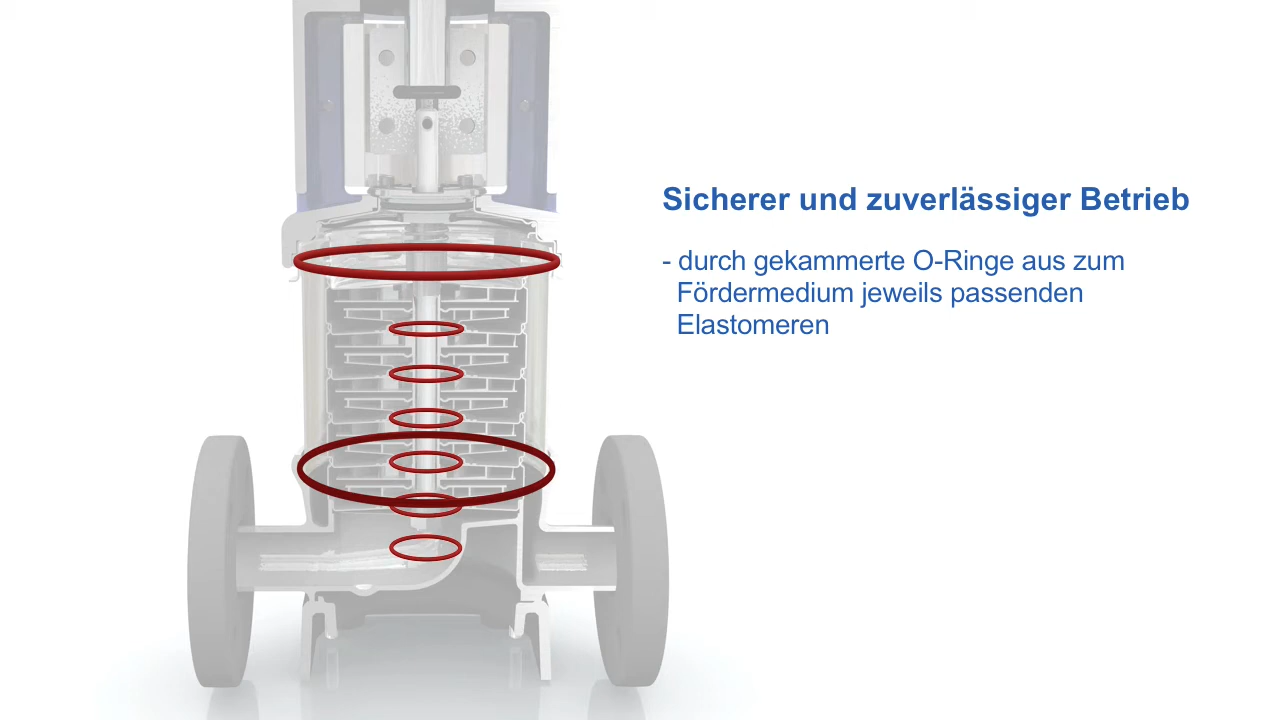 Sicherer und zuverlässiger Betrieb
- durch gekammerte O-Ringe aus zum
Fördermedium jeweils passenden
Elastomeren